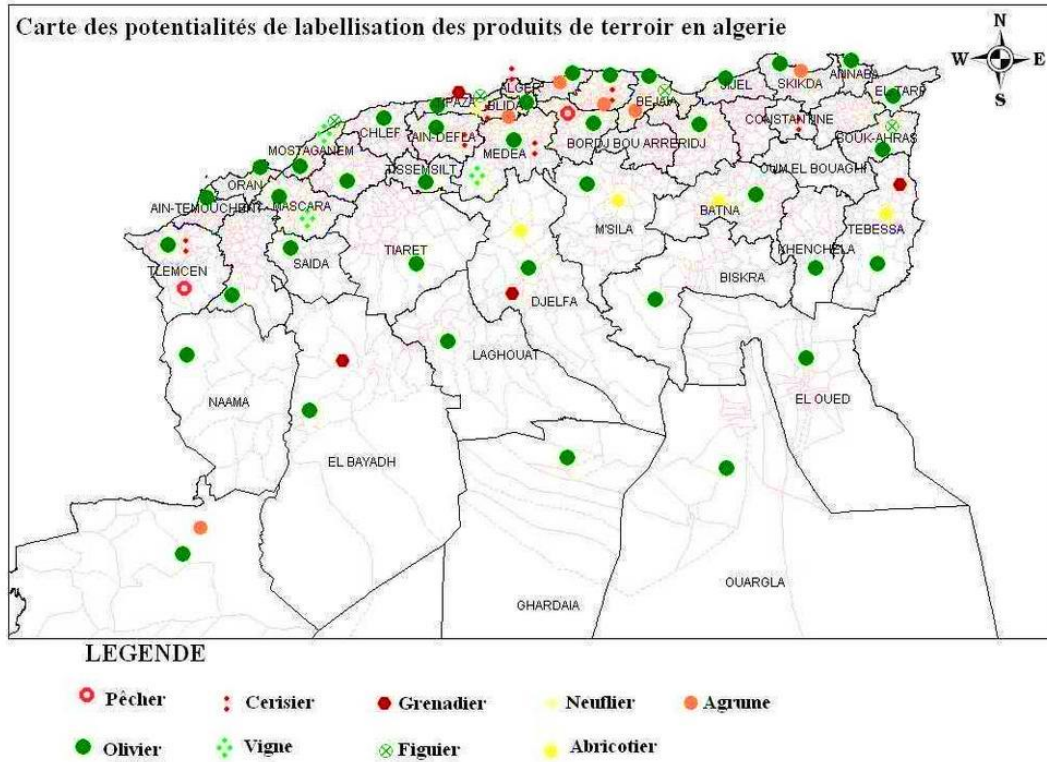 Carte des potentialités de labellisation des produits de terroir en algerie
N
W E
S
ALGER
ANNABA
SKIKDA
JIJEL
EL TARF
TIPAZA
BLIDA
BEJAIA
CONSTANTINE
SOUK-AHRAS
CHLEF
AIN-DEFLA
MEDEA
BORDJ BOU ARRERIDJ
MOSTAGANEM
TISSEMSILT
OUM EL BOUAGHI
ORAN
AIN-TEMOUCHENT
MASCARA
BATNA
M'SILA
TEBESSA
KHENCHELA
TIARET
SAIDA
TLEMCEN
BISKRA
DJELFA
LAGHOUAT
NAAMA
EL OUED
EL BAYADH
OUARGLA
GHARDAIA
LEGENDE
Pêcher Cerisier Grenadier Neuflier Agrume
Olivier Vigne Figuier Abricotier